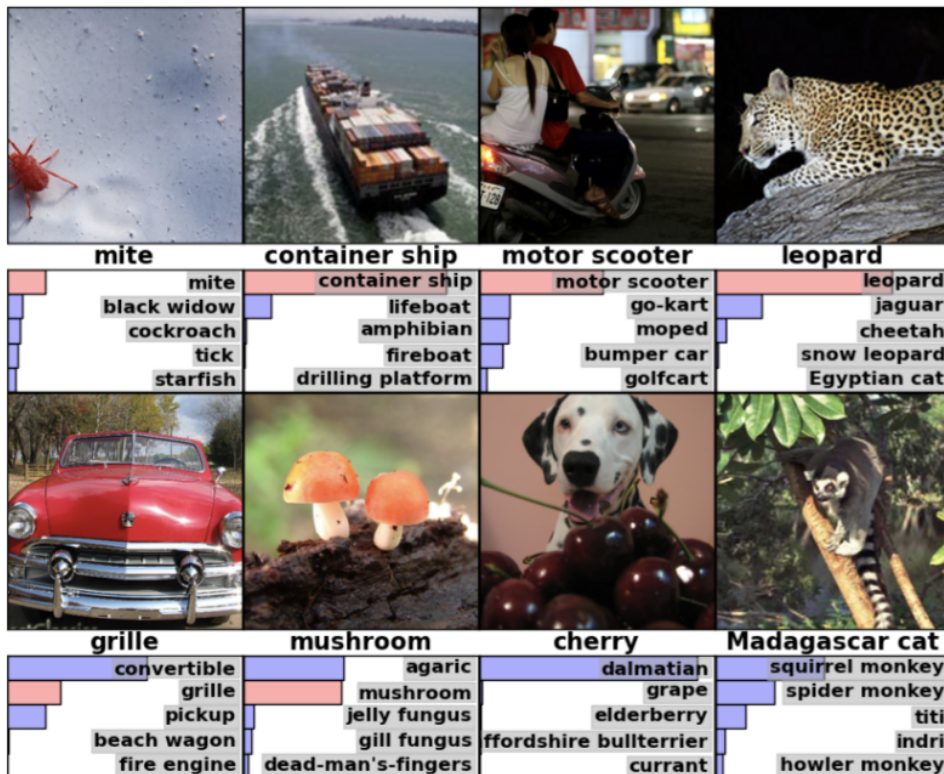 mite
container ship
motor scooter
leopard
mite
black widow
cockroach
tick
starfish
container ship
lifeboat
amphibian
fireboat
drilling platform
motor scooter
go-kart
moped
bumper car
golfcart
leopard
jaguar
cheetah
snow leopard
Egyptian cat
grille
mushroom
cherry
Madagascar cat
convertible
grille
pickup
beach wagon
fire engine
agaric
mushroom
jelly fungus
gill fungus
dead-man's-fingers
dalmatian
grape
elderberry
ffordshire bullterrier
currant
squirrel monkey
spider monkey
titi
indri
howler monkey